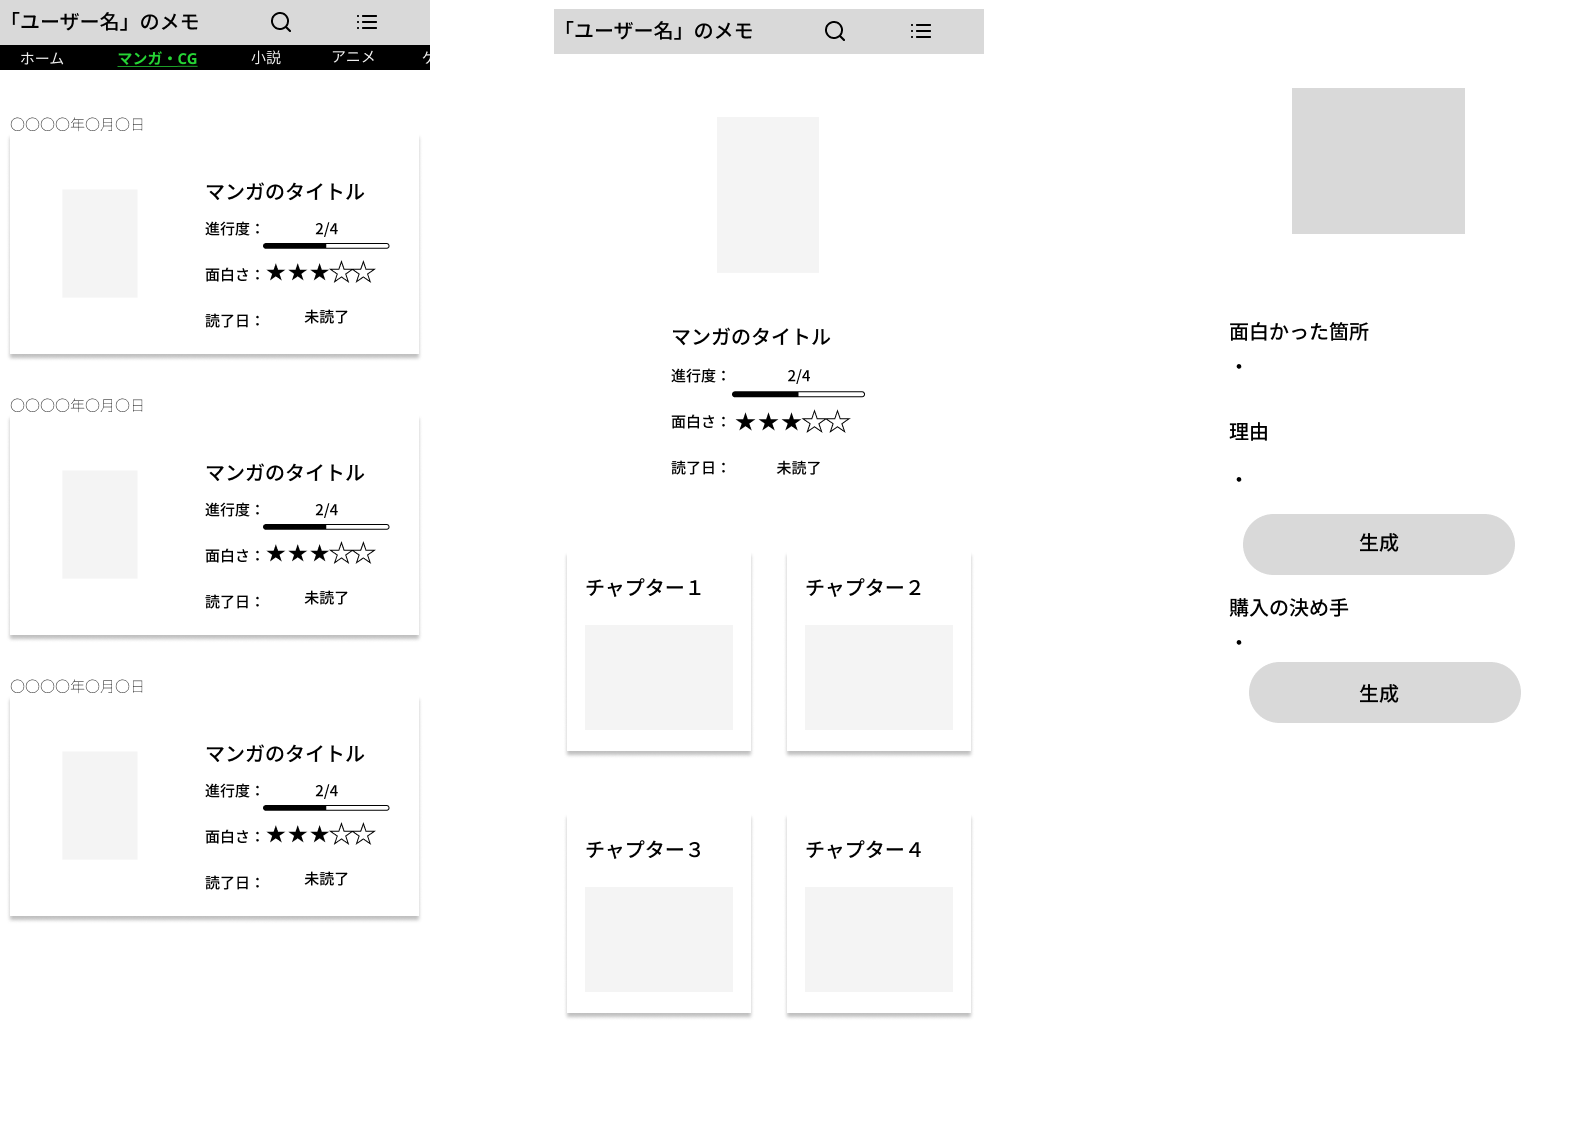 「ユーザー名」のメモ
ホーム マンガ・CG 小説 アニメ
〇〇〇〇年〇月〇日
マンガのタイトル
進行度： 2/4
面白さ：★★★☆☆
読了日： 未読了
〇〇〇〇年〇月〇日
マンガのタイトル
進行度： 2/4
面白さ：★★★☆☆
読了日： 未読了
〇〇〇〇年〇月〇日
マンガのタイトル
進行度： 2/4
面白さ：★★★☆☆
読了日： 未読了
「ユーザー名」のメモ
マンガのタイトル
進行度： 2/4
面白さ：★★★☆☆
読了日： 未読了
チャプター１ チャプター２
チャプター３ チャプター４
面白かった箇所
・
理由
・
生成
購入の決め手
・
生成